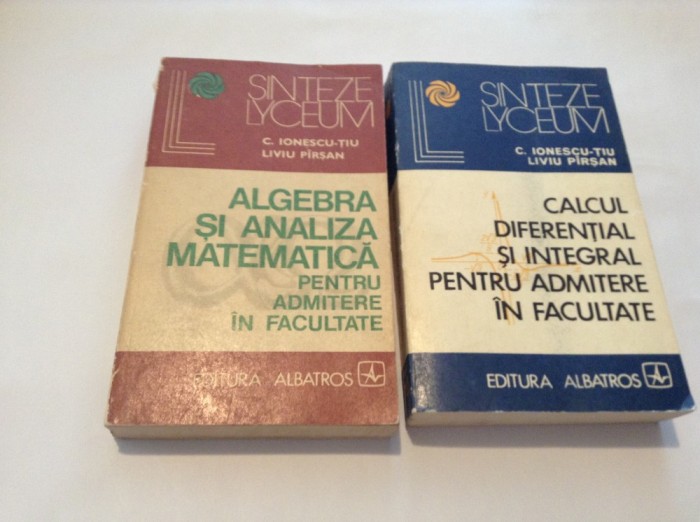 SINTEZE
LYCEUM
C. IONESCU-ȚIU
LIVIU PÎRȘAN
ALGEBRA
ȘI ANALIZA
MATEMATICĂ
PENTRU
ADMITERE
ÎN FACULTATE
EDITURA ALBATROS
SINTEZE
LYCEUM
C. IONESCU-ȚIU
LIVIU PÎRȘAN
CALCUL
DIFERENȚIAL
ȘI INTEGRAL
PENTRU ADMITERE
ÎN FACULTATE
EDITURA ALBATROS